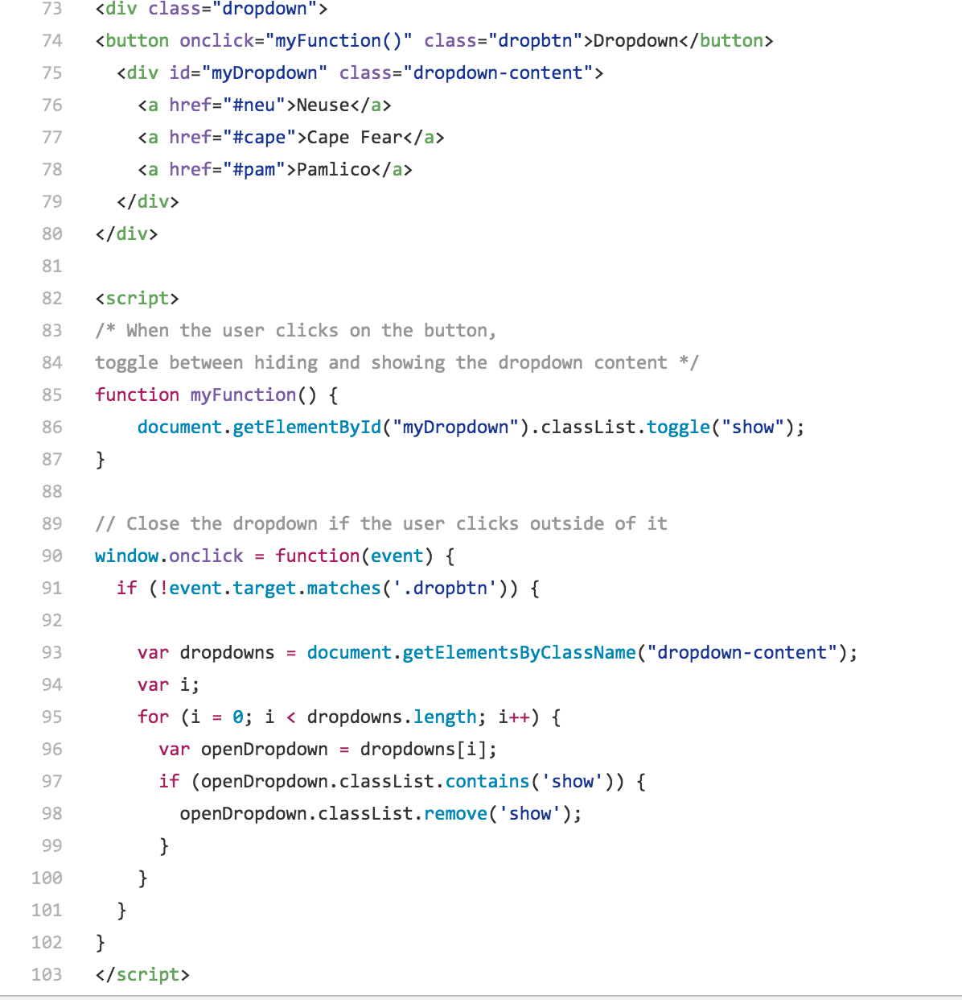 73 <div class="dropdown">
74 <button onclick="myFunction()" class="dropbtn">Dropdown</button>
75   <div id="myDropdown" class="dropdown-content">
76     <a href="#neu">Neuse</a>
77     <a href="#cape">Cape Fear</a>
78     <a href="#pam">Pamlico</a>
79   </div>
80 </div>
81
82 <script>
83 /* When the user clicks on the button,
84 toggle between hiding and showing the dropdown content */
85 function myFunction() {
86     document.getElementById("myDropdown").classList.toggle("show");
87 }
88
89 // Close the dropdown if the user clicks outside of it
90 window.onclick = function(event) {
91   if (!event.target.matches('.dropbtn')) {
92
93     var dropdowns = document.getElementsByClassName("dropdown-content");
94     var i;
95     for (i = 0; i < dropdowns.length; i++) {
96       var openDropdown = dropdowns[i];
97       if (openDropdown.classList.contains('show')) {
98         openDropdown.classList.remove('show');
99       }
100     }
101   }
102 }
103 </script>